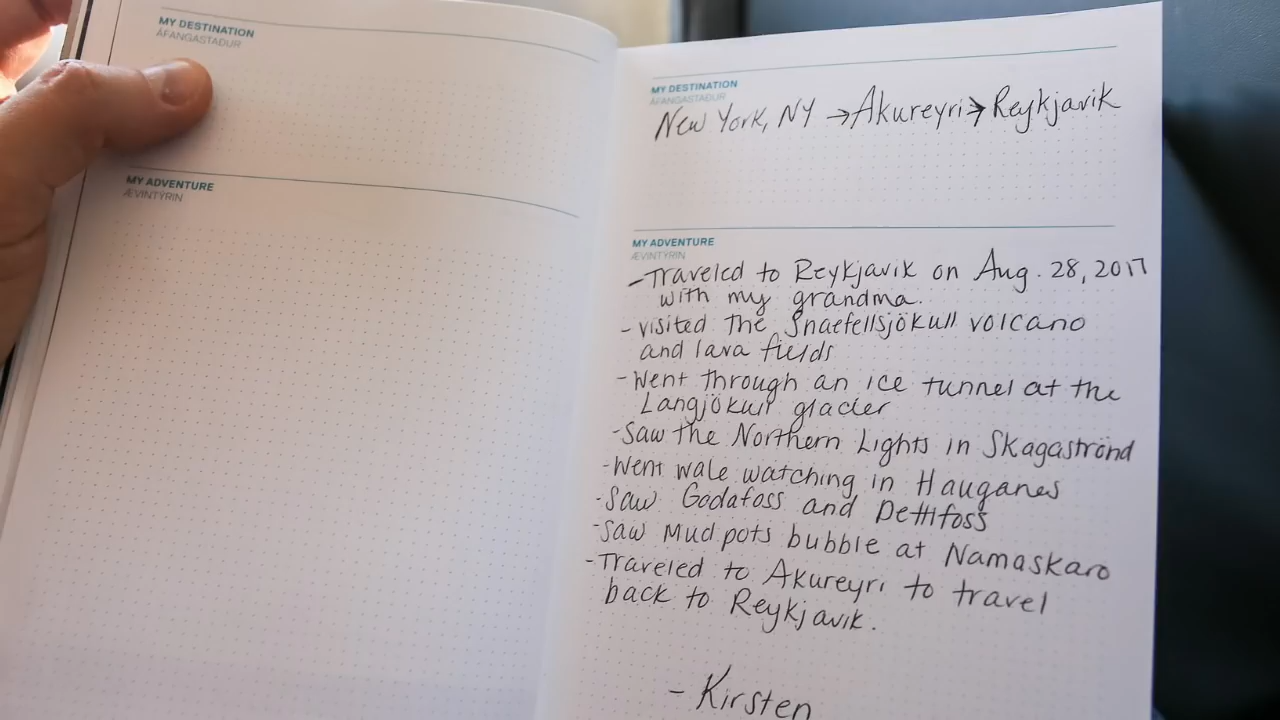 MY DESTINATION
ÁFANGASTAÐUR
MY ADVENTURE
ÆVINTÝRIN
MY DESTINATION
ÁFANGASTAÐUR
New York, NY → Akureyri → Reykjavik
MY ADVENTURE
ÆVINTÝRIN
- Traveled to Reykjavik on Aug. 28, 2017
with my grandma.
- visited the Snaefellsjökull volcano
and lava fields
- Went through an ice tunnel at the
Langjökull glacier
- Saw the Northern Lights in Skagaströnd
- Went wale watching in Hauganes
- Saw Godafoss and Dettifoss
- Saw Mud pots bubble at Namaskaro
- Traveled to Akureyri to travel
back to Reykjavik.
- Kirsten